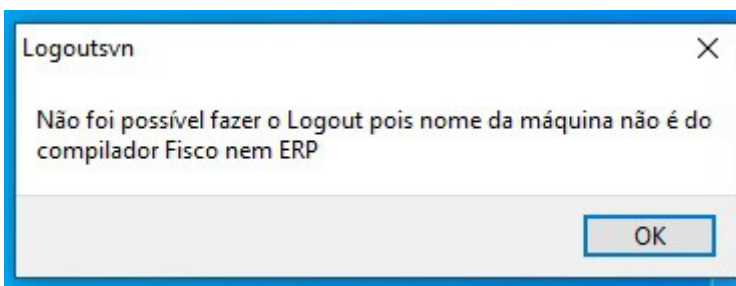 Logoutsvn
Não foi possível fazer o Logout pois nome da máquina não é do
compilador Fisco nem ERP
OK